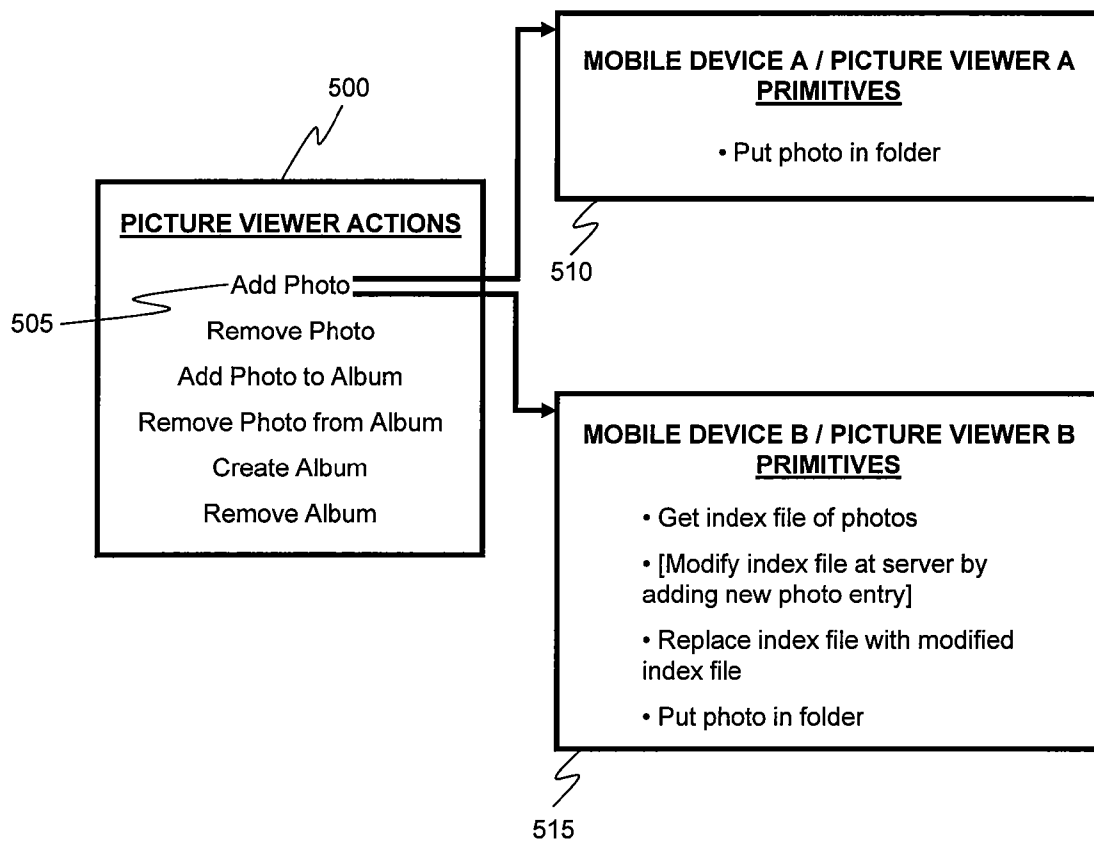 500
PICTURE VIEWER ACTIONS
Add Photo
505
Remove Photo
Add Photo to Album
Remove Photo from Album
Create Album
Remove Album
MOBILE DEVICE A / PICTURE VIEWER A
PRIMITIVES
• Put photo in folder
510
MOBILE DEVICE B / PICTURE VIEWER B
PRIMITIVES
• Get index file of photos
• [Modify index file at server by
adding new photo entry]
• Replace index file with modified
index file
• Put photo in folder
515